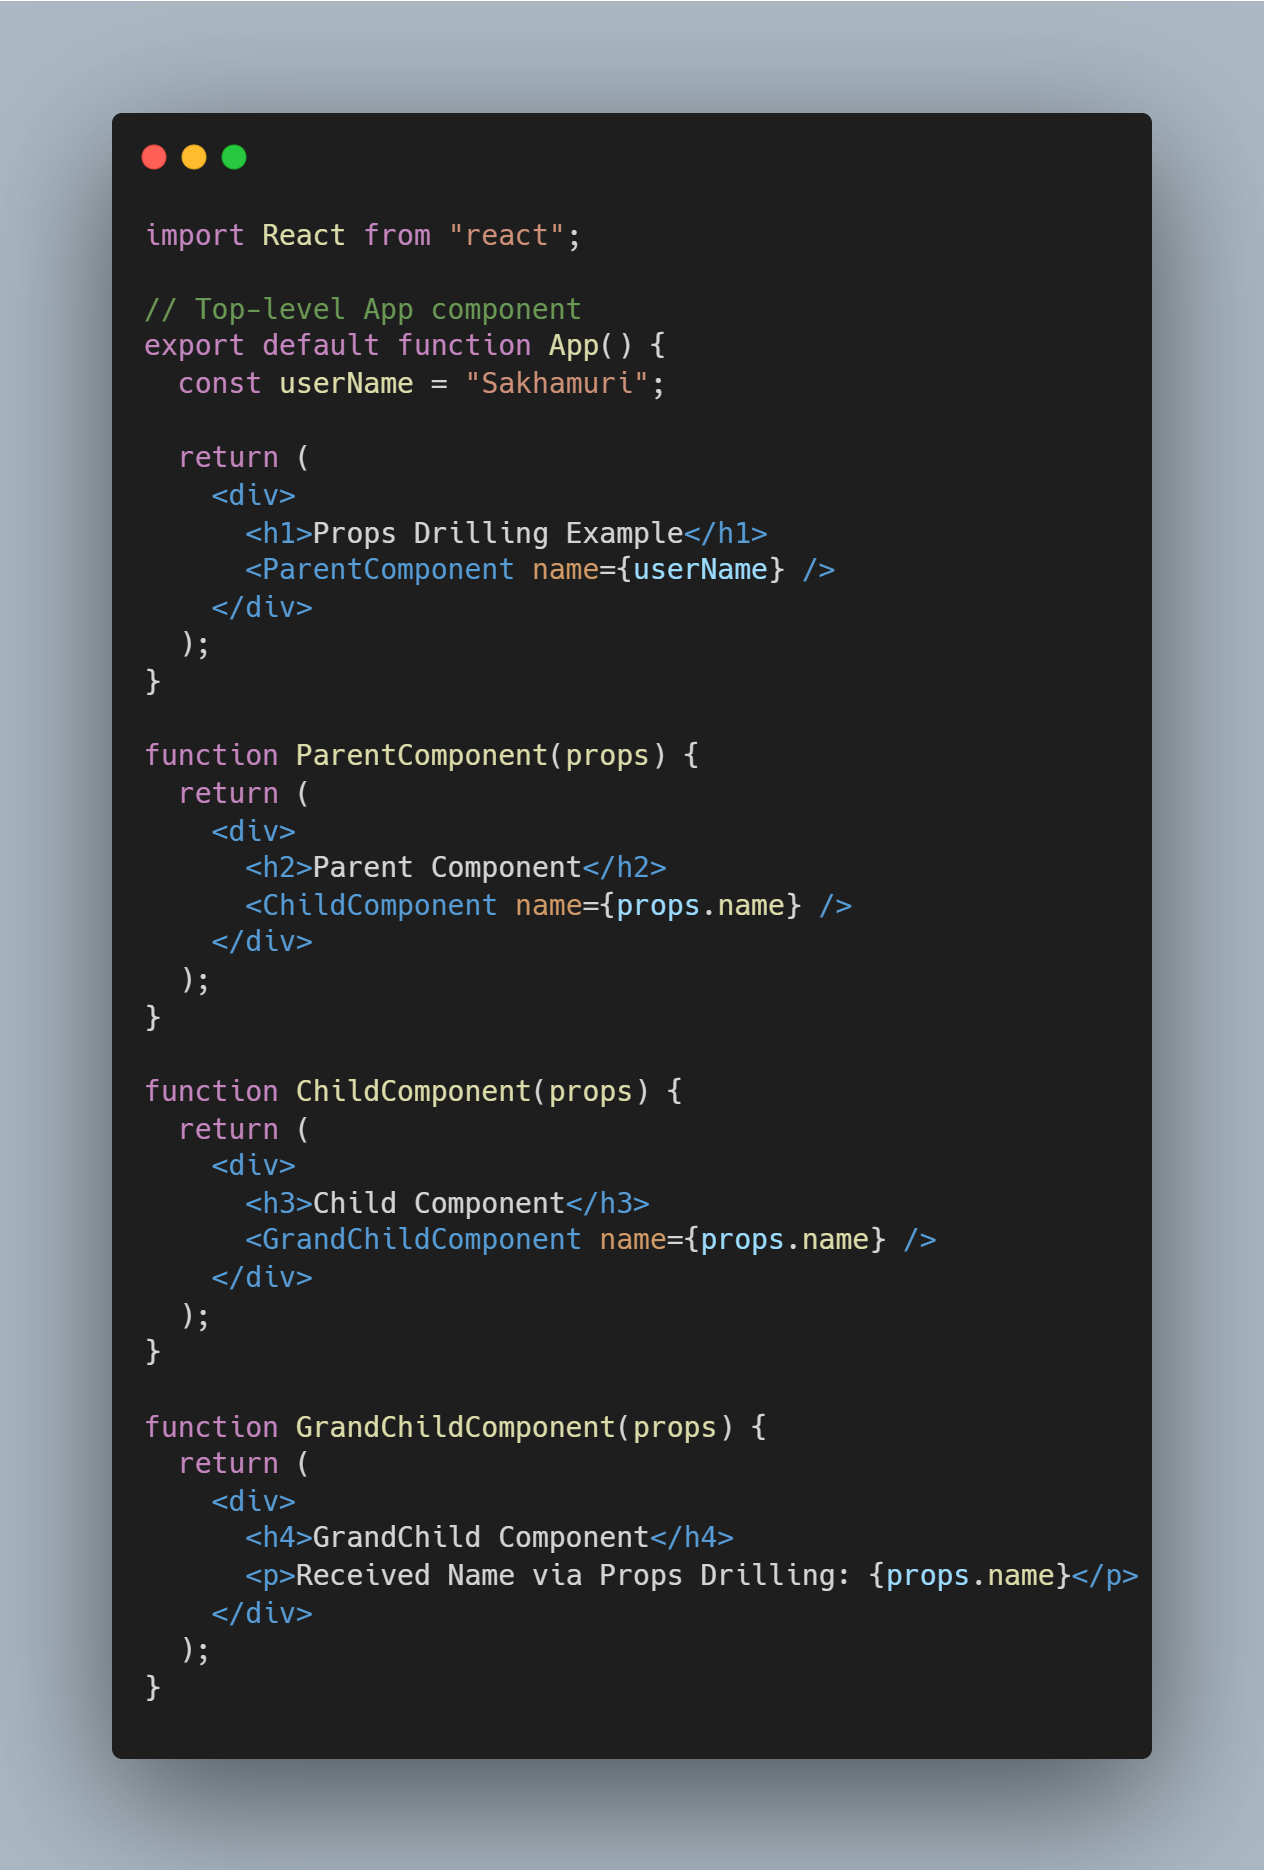 import React from "react";

// Top-level App component
export default function App() {
  const userName = "Sakhamuri";

  return (
    <div>
      <h1>Props Drilling Example</h1>
      <ParentComponent name={userName} />
    </div>
  );
}

function ParentComponent(props) {
  return (
    <div>
      <h2>Parent Component</h2>
      <ChildComponent name={props.name} />
    </div>
  );
}

function ChildComponent(props) {
  return (
    <div>
      <h3>Child Component</h3>
      <GrandChildComponent name={props.name} />
    </div>
  );
}

function GrandChildComponent(props) {
  return (
    <div>
      <h4>GrandChild Component</h4>
      <p>Received Name via Props Drilling: {props.name}</p>
    </div>
  );
}